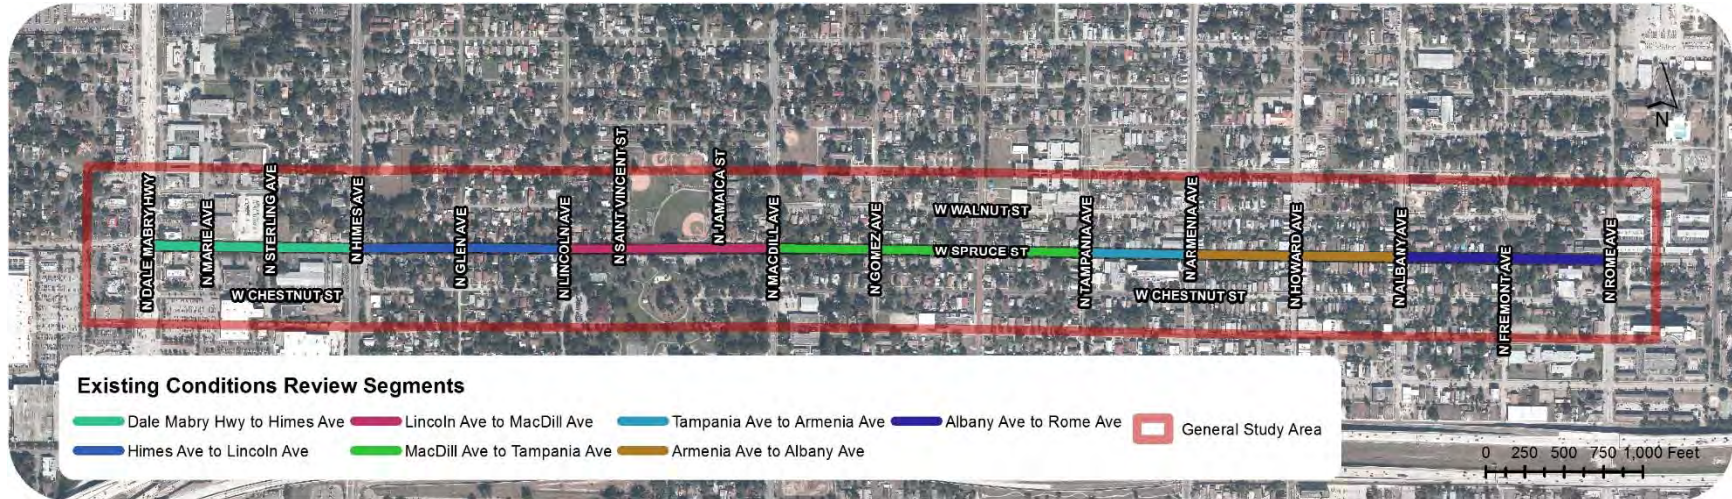 N DALE MABRY HWY
N MARIE AVE
N STERLING AVE
N HIMES AVE
N GLEN AVE
N LINCOLN AVE
N SAINT VINCENT ST
N JAMAICA ST
N MACDILL AVE
N GOMEZ AVE
W WALNUT ST
W SPRUCE ST
N TAMPANIA AVE
N ARMENIA AVE
N HOWARD AVE
N ALBANY AVE
N FREMONT AVE
N ROME AVE
W CHESTNUT ST
W CHESTNUT ST
N
Existing Conditions Review Segments
Dale Mabry Hwy to Himes Ave
Lincoln Ave to MacDill Ave
Tampania Ave to Armenia Ave
Albany Ave to Rome Ave
General Study Area
Himes Ave to Lincoln Ave
MacDill Ave to Tampania Ave
Armenia Ave to Albany Ave
0 250 500 750 1,000 Feet